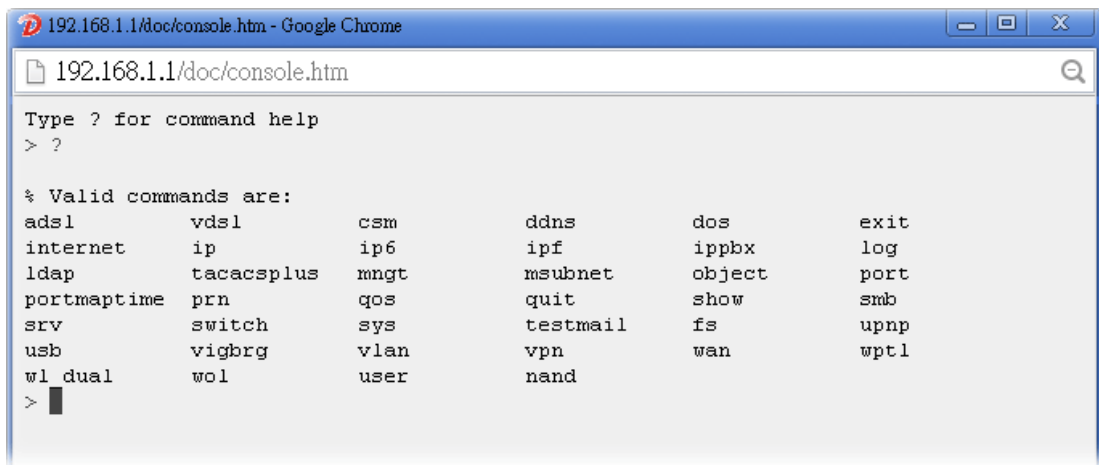 192.168.1.1/doc/console.htm - Google Chrome
192.168.1.1/doc/console.htm
Type ? for command help
> ?
% Valid commands are:
adsl vdsl csm ddns dos exit
internet ip ip6 ipf ippbx log
ldap tacacsplus mngt msubnet object port
portmaptime prn qos quit show smb
srv switch sys testmail fs upnp
usb vigbrg vlan vpn wan wptl
wl_dual wol user nand
>